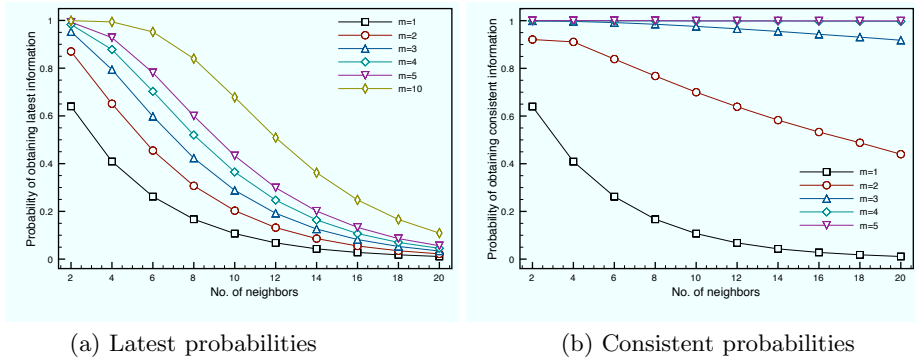 Probability of obtaining latest information
1
0.8
0.6
0.4
0.2
0
2 4 6 8 10 12 14 16 18 20
No. of neighbors
m=1
m=2
m=3
m=4
m=5
m=10
(a) Latest probabilities
Probability of obtaining consistent information
1
0.8
0.6
0.4
0.2
0
2 4 6 8 10 12 14 16 18 20
No. of neighbors
m=1
m=2
m=3
m=4
m=5
(b) Consistent probabilities